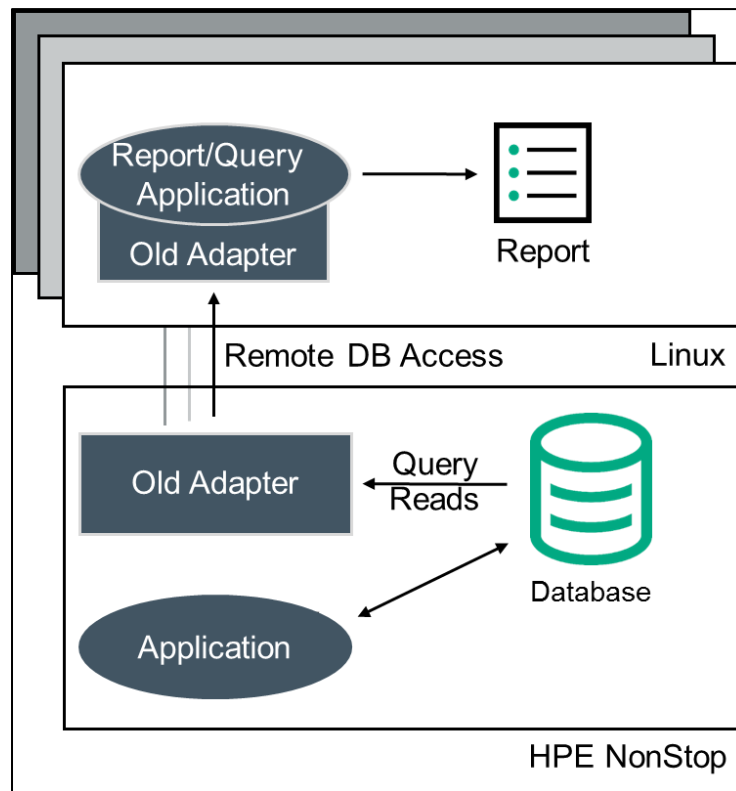 Report/Query
Application
Old Adapter
Report
Remote DB Access
Linux
Old Adapter
Query
Reads
Database
Application
HPE NonStop